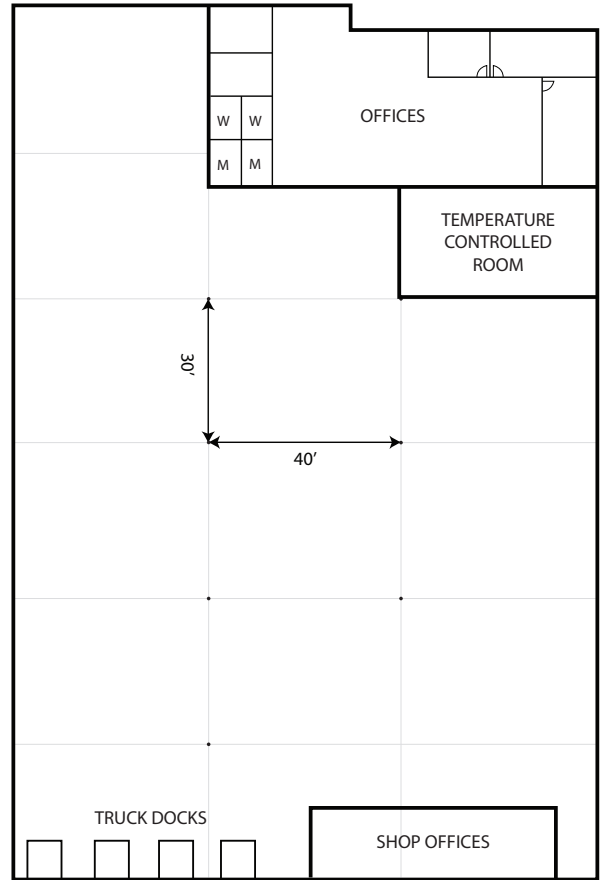 OFFICES
W W
M M
TEMPERATURE
CONTROLLED
ROOM
30’
40’
TRUCK DOCKS
SHOP OFFICES